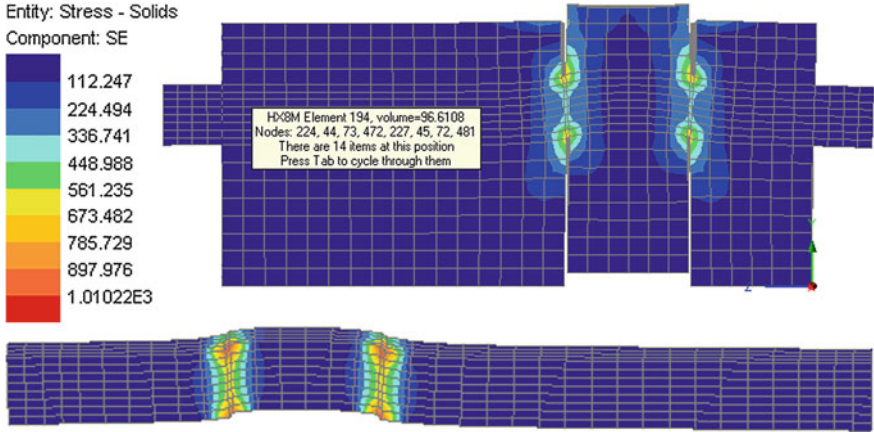 Entity: Stress - Solids
Component: SE
112.247
224.494
336.741
448.988
561.235
673.482
785.729
897.976
1.01022E3
HX8M Element 194, volume=96.6108
Nodes: 224, 44, 73, 472, 227, 45, 72, 481
There are 14 items at this position
Press Tab to cycle through them
Y
Z